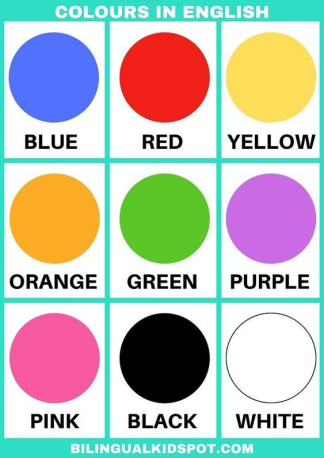 COLOURS IN ENGLISH
BLUE RED YELLOW
ORANGE GREEN PURPLE
PINK BLACK WHITE
BILINGUALKIDSPOT.COM